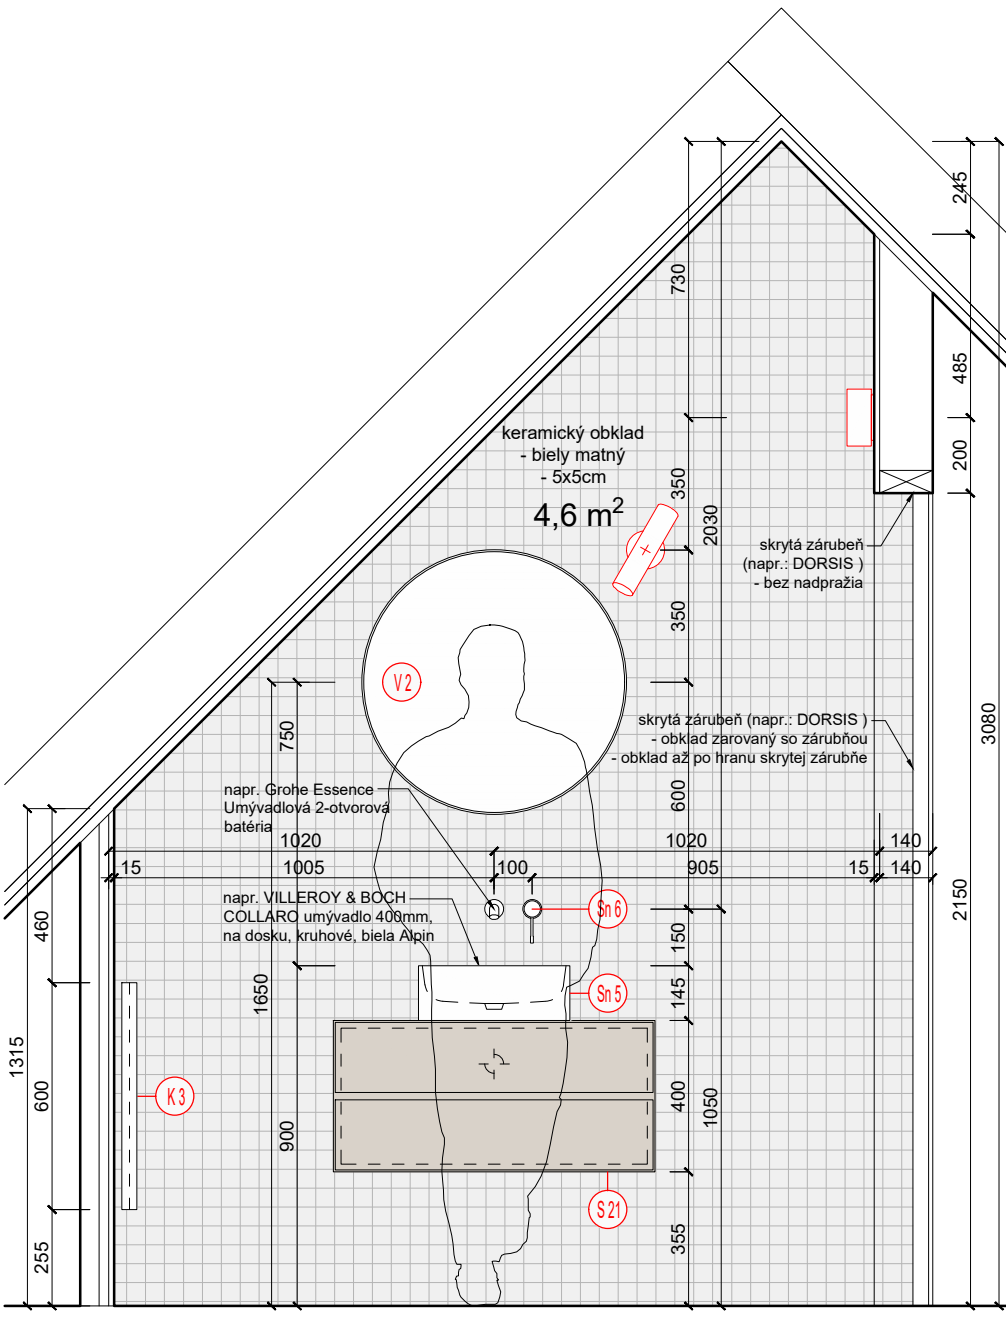 245
730
485
keramický obklad
- biely matný
- 5x5cm
4,6 m²
350
200
2030
skrytá zárubeň
(napr.: DORSIS )
- bez nadpražia
350
V2
750
skrytá zárubeň (napr.: DORSIS )
- obklad zarovaný so zárubňou
- obklad až po hranu skrytej zárubňe
3080
napr. Grohe Essence
Umývadlová 2-otvorová
batéria
600
1020
1020
140
15
1005
100
905
15
140
napr. VILLEROY & BOCH
COLLARO umývadlo 400mm,
na dosku, kruhové, biela Alpin
Sn 6
460
2150
150
1650
Sn 5
145
1315
600
K3
400
1050
900
S 21
255
355